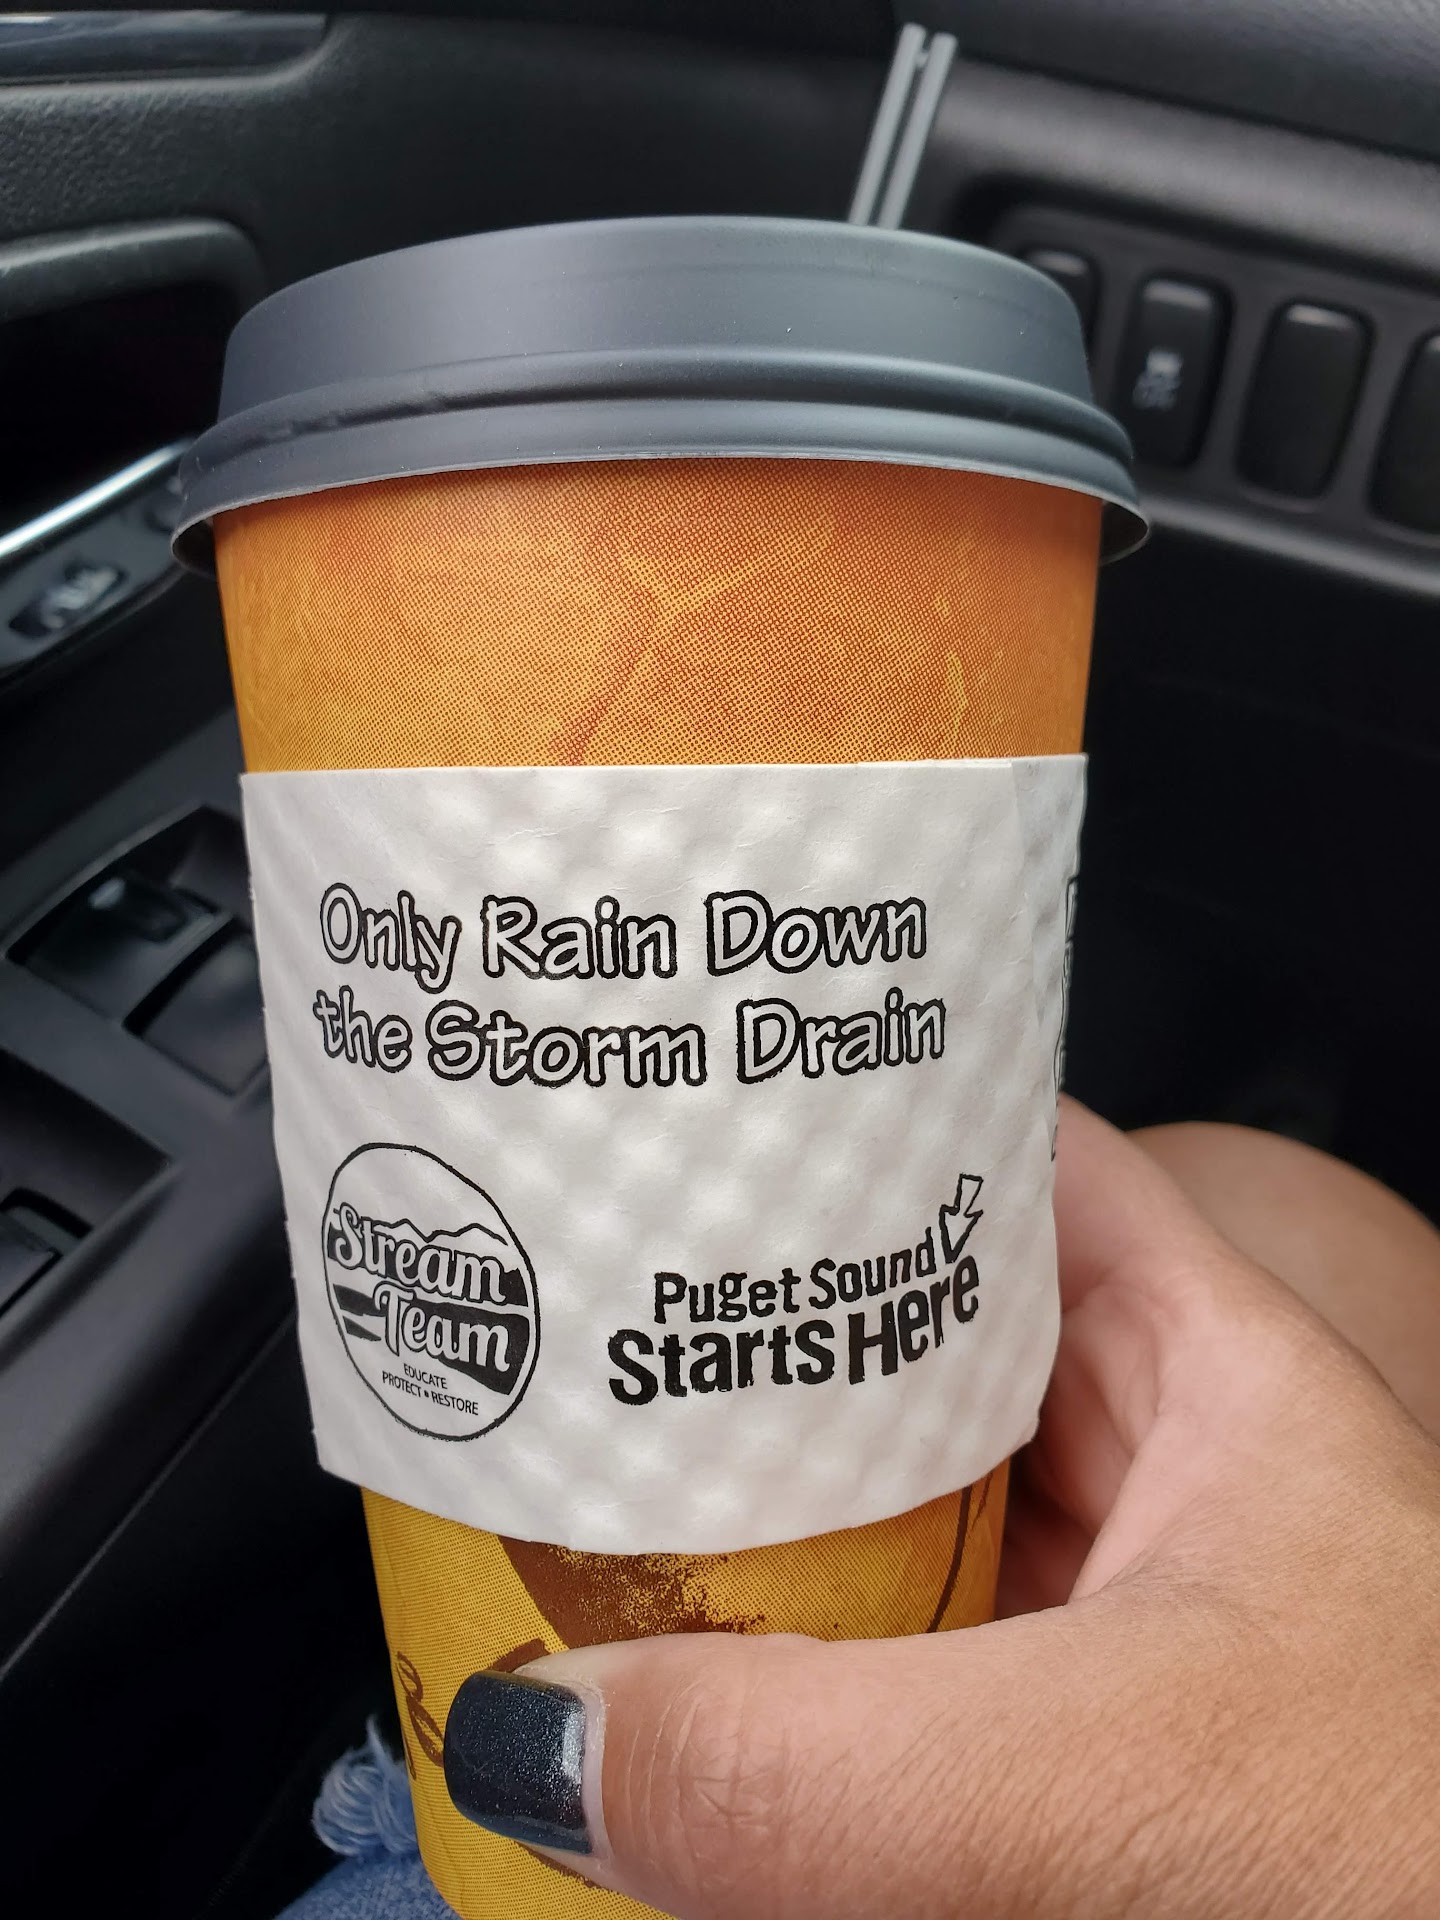 Only Rain Down
the Storm Drain
Stream
Team
EDUCATE
PROTECT • RESTORE
Puget Sound
Starts Here